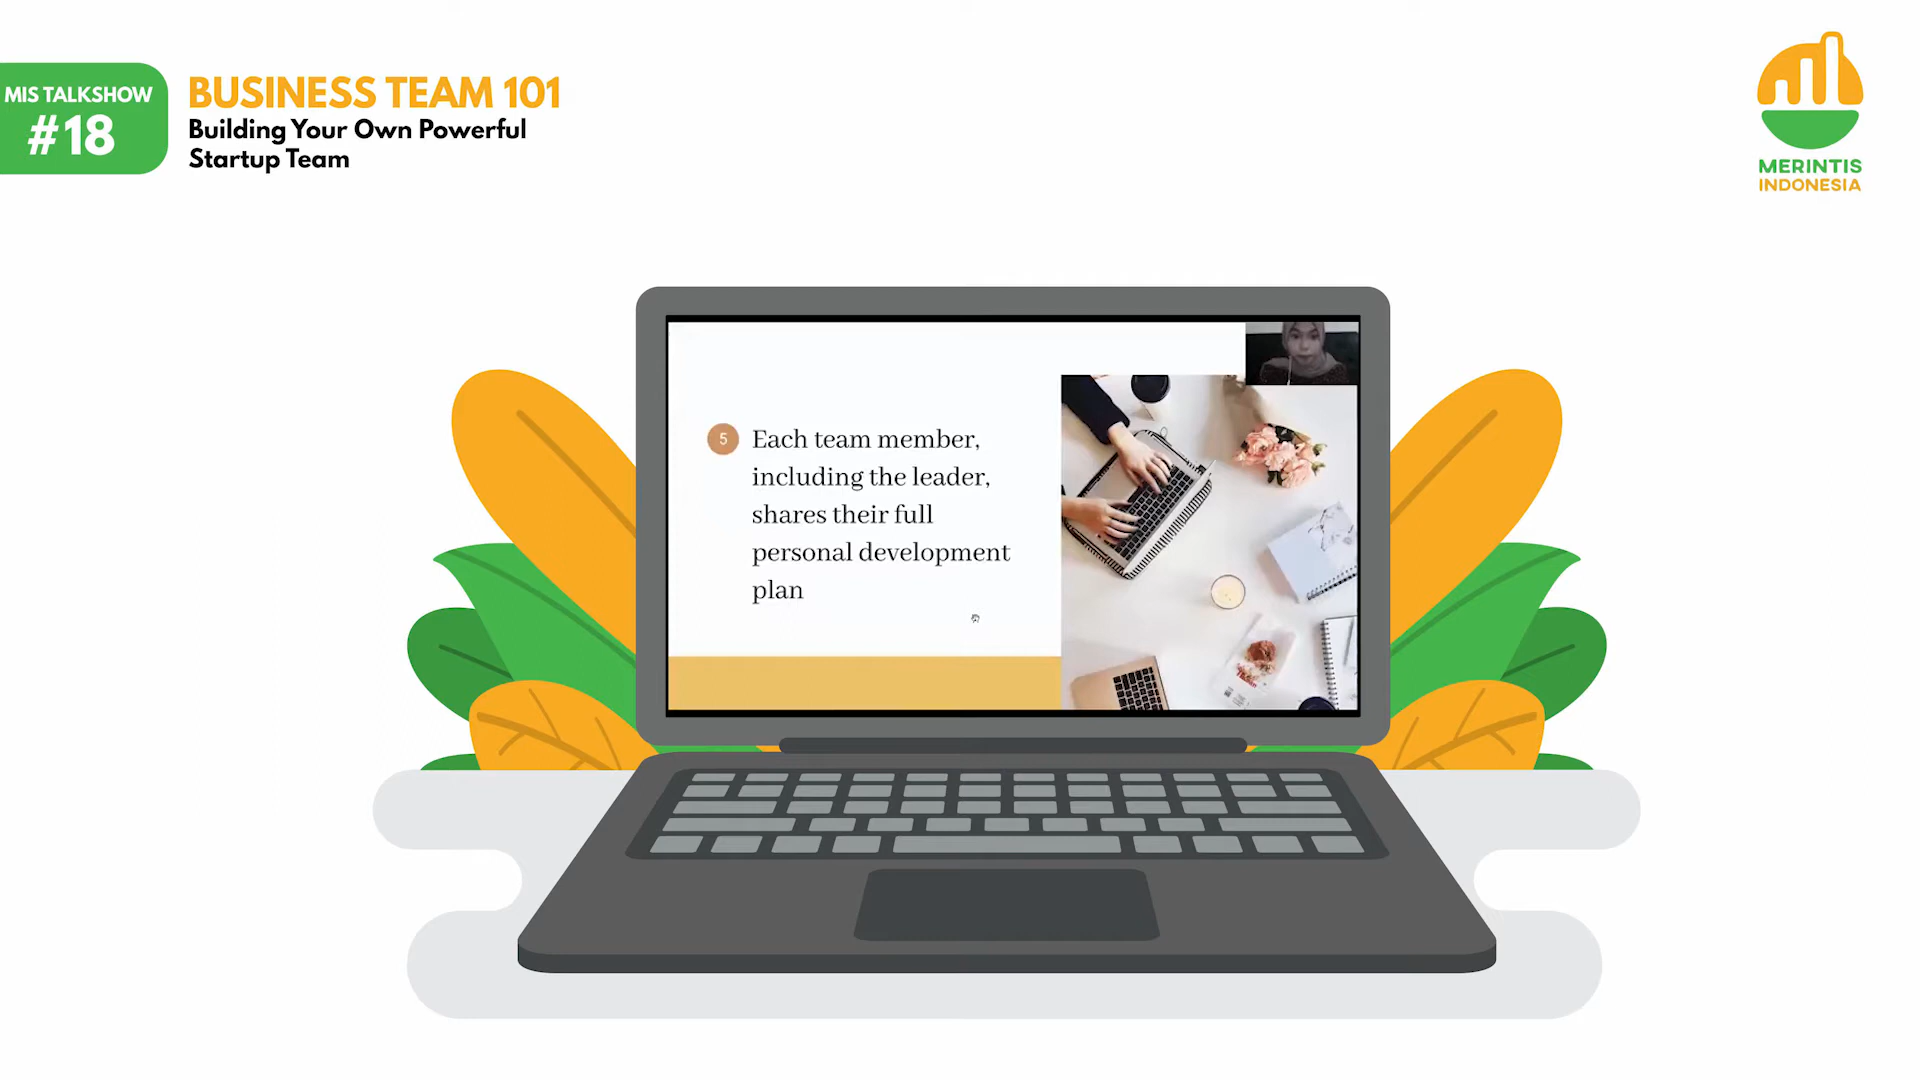 MIS TALKSHOW
#18
BUSINESS TEAM 101
Building Your Own Powerful
Startup Team
MERINTIS
INDONESIA
5
Each team member,
including the leader,
shares their full
personal development
plan